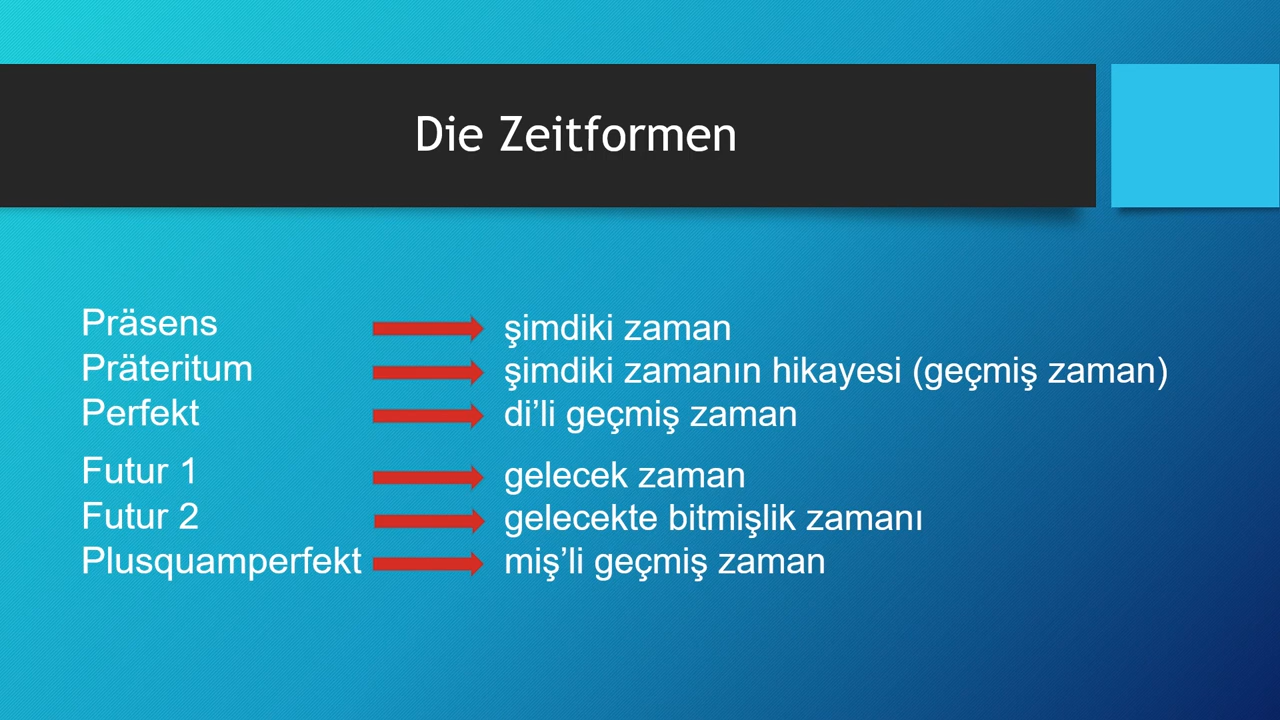 Die Zeitformen
Präsens şimdiki zaman
Präteritum şimdiki zamanın hikayesi (geçmiş zaman)
Perfekt di’li geçmiş zaman
Futur 1 gelecek zaman
Futur 2 gelecekte bitmişlik zamanı
Plusquamperfekt miş’li geçmiş zaman